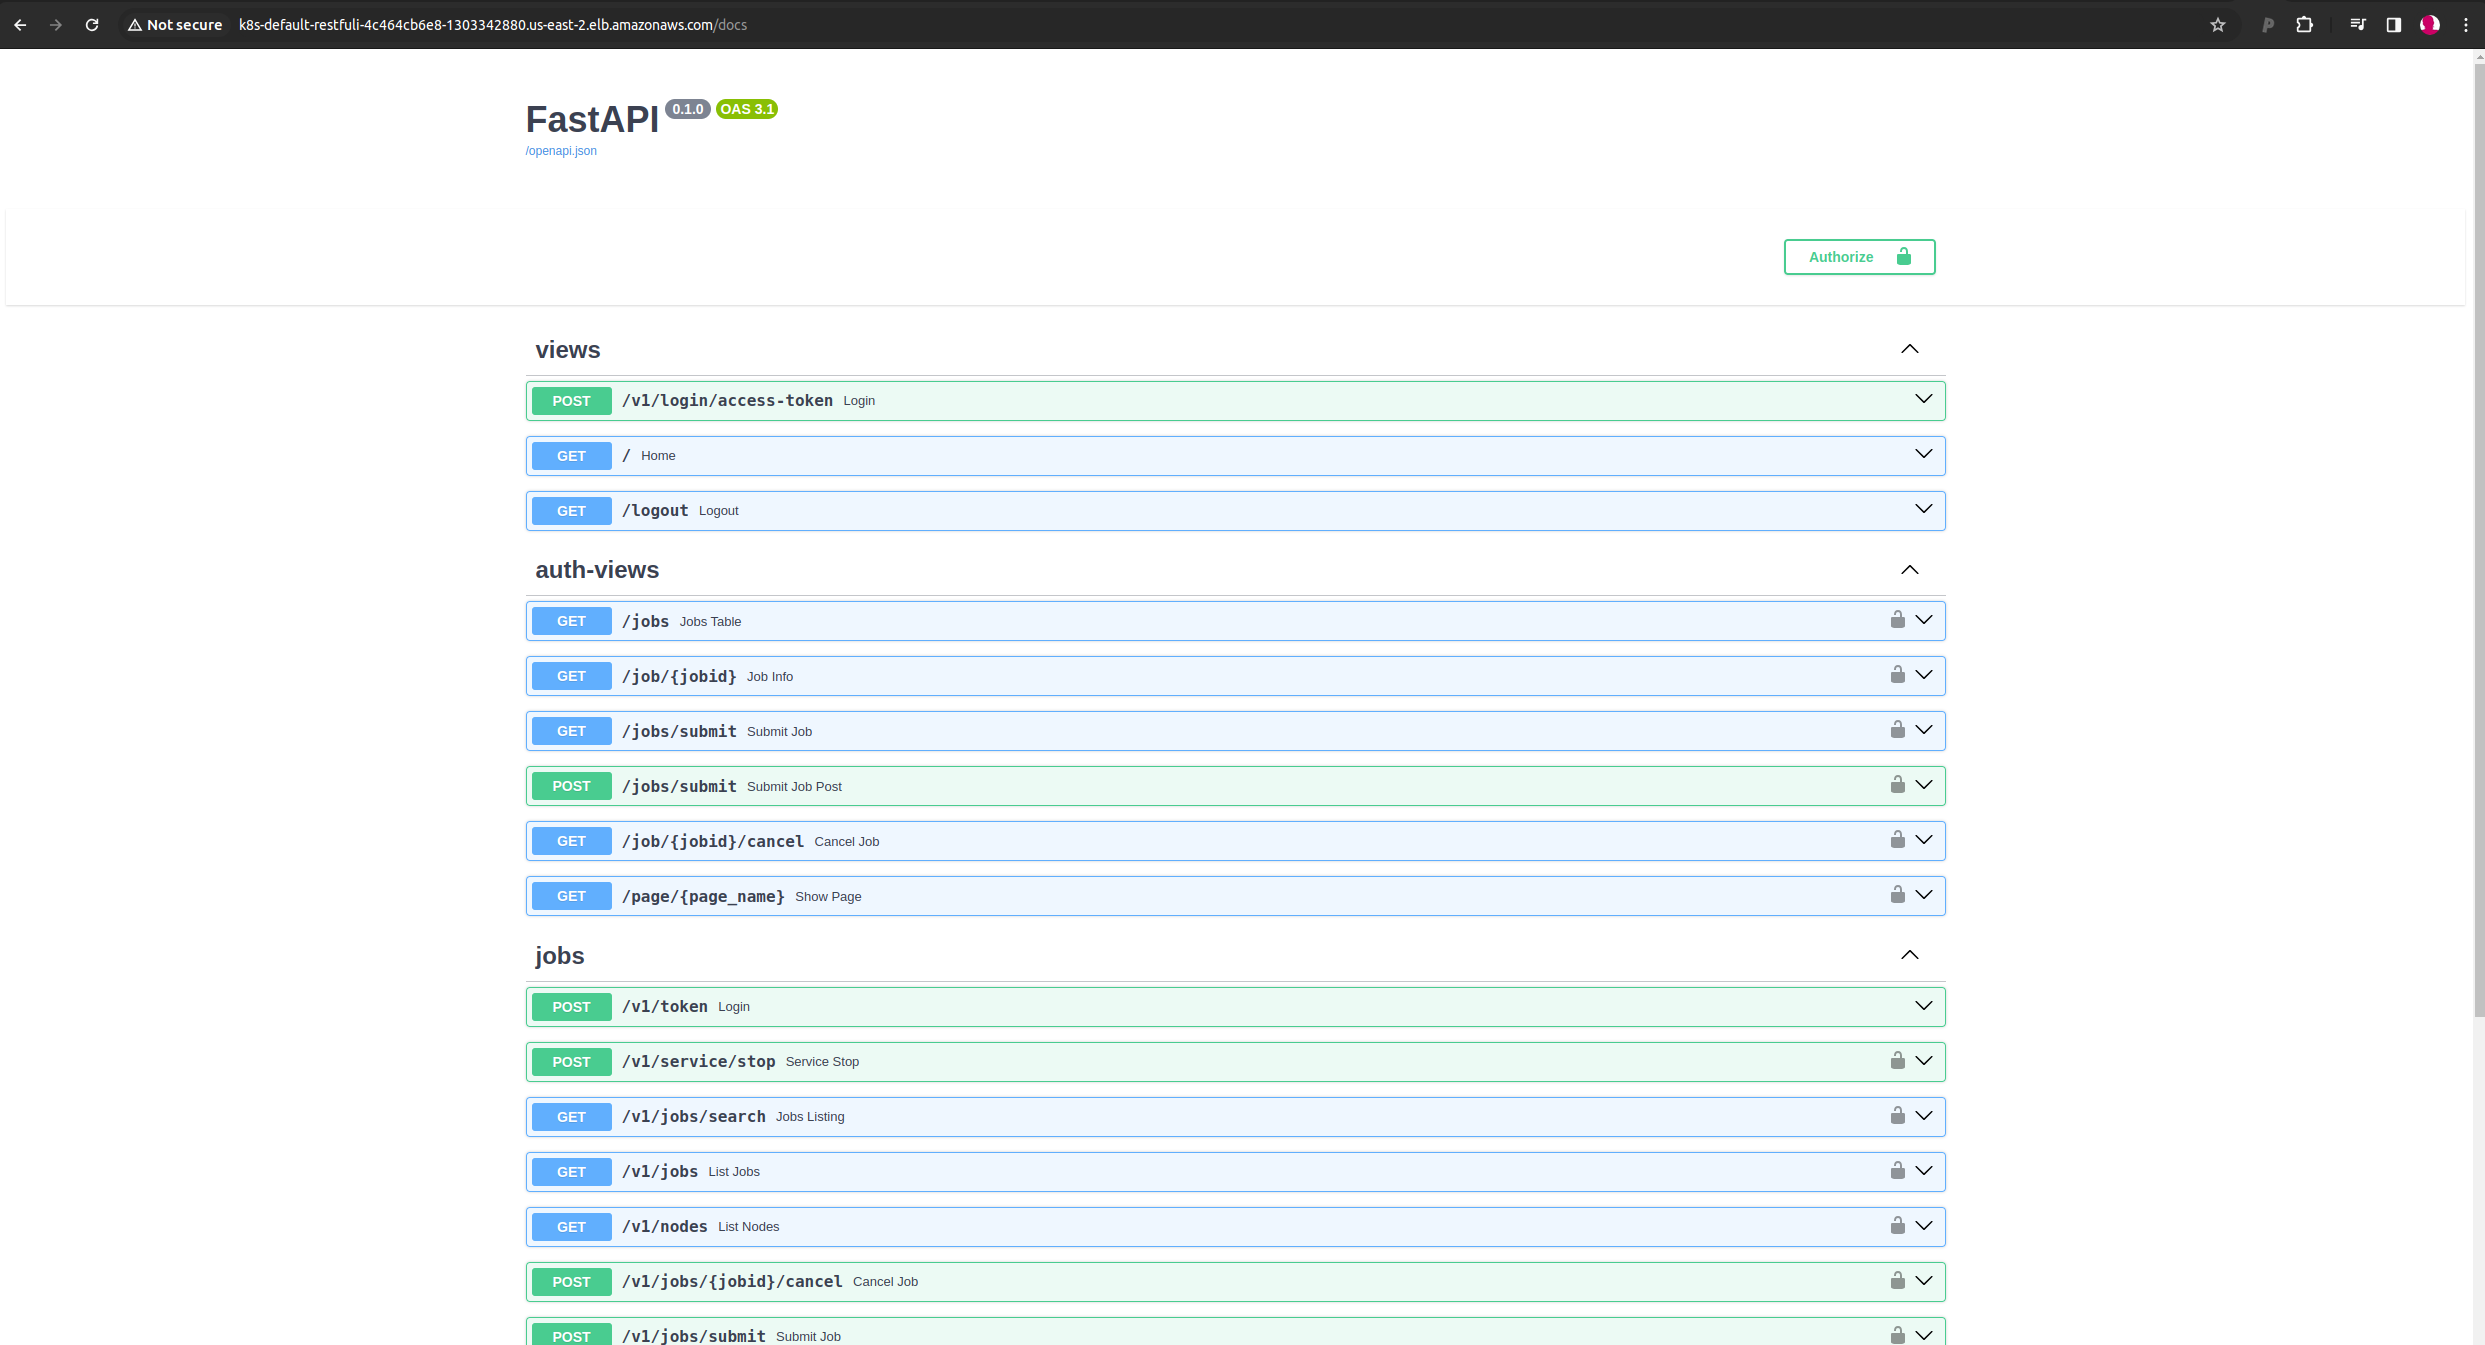 Not secure k8s-default-restfuli-4c464cb6e8-1303342880.us-east-2.elb.amazonaws.com/docs
FastAPI 0.1.0 OAS 3.1
/openapi.json
Authorize
views
POST /v1/login/access-token Login
GET / Home
GET /logout Logout
auth-views
GET /jobs Jobs Table
GET /job/{jobid} Job Info
GET /jobs/submit Submit Job
POST /jobs/submit Submit Job Post
GET /job/{jobid}/cancel Cancel Job
GET /page/{page_name} Show Page
jobs
POST /v1/token Login
POST /v1/service/stop Service Stop
GET /v1/jobs/search Jobs Listing
GET /v1/jobs List Jobs
GET /v1/nodes List Nodes
POST /v1/jobs/{jobid}/cancel Cancel Job
POST /v1/jobs/submit Submit Job